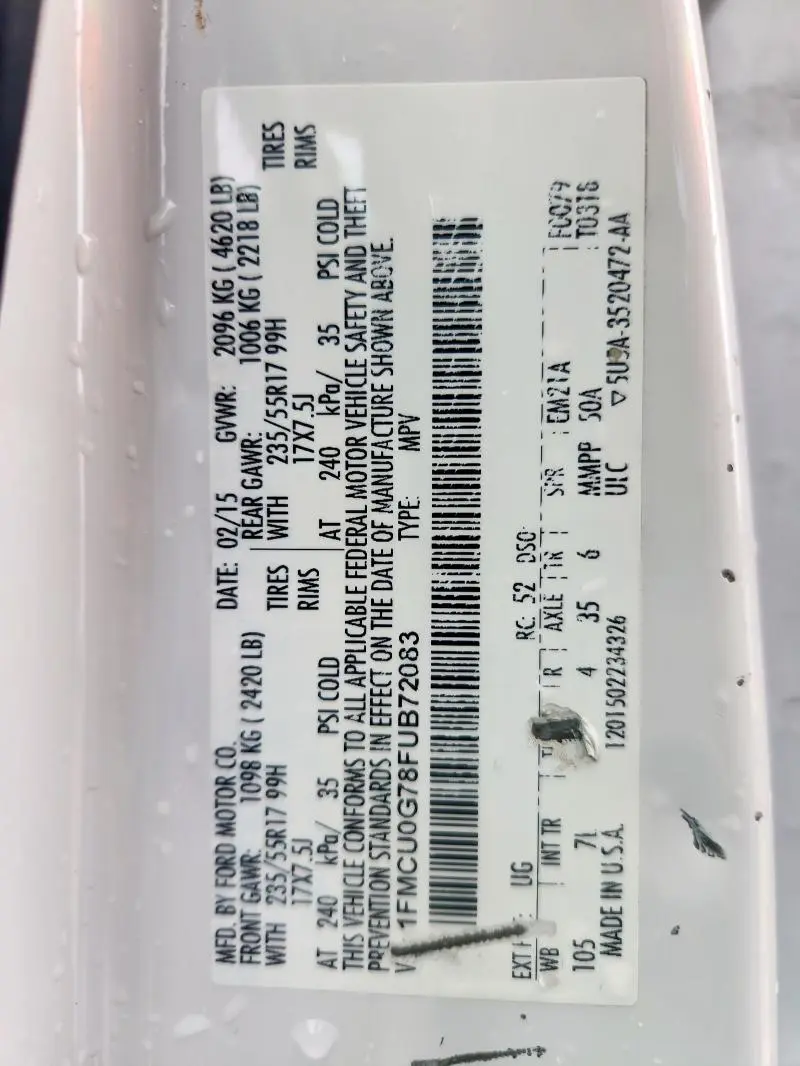 MFD. BY FORD MOTOR CO. DATE: 02/15 GVWR: 2096 KG ( 4620 LB)
FRONT GAWR: 1098 KG ( 2420 LB) REAR GAWR: 1006 KG ( 2218 LB)
WITH 235/55R17 99H TIRES WITH 235/55R17 99H TIRES
17X7.5J RIMS 17X7.5J RIMS
AT 240 kPa/ 35 PSI COLD AT 240 kPa/ 35 PSI COLD
THIS VEHICLE CONFORMS TO ALL APPLICABLE FEDERAL MOTOR VEHICLE SAFETY AND THEFT
PREVENTION STANDARDS IN EFFECT ON THE DATE OF MANUFACTURE SHOWN ABOVE.
1FMCU0G78FUB72083 TYPE: MPV
EXT UG RC: 52 DSO:
WB INT TR R AXLE TR SPR EM21A F0079
105 7L 4 35 6 MMPP 50A T0318
MADE IN U.S.A. 1201502234326 UIC ▽ -3520472-AA